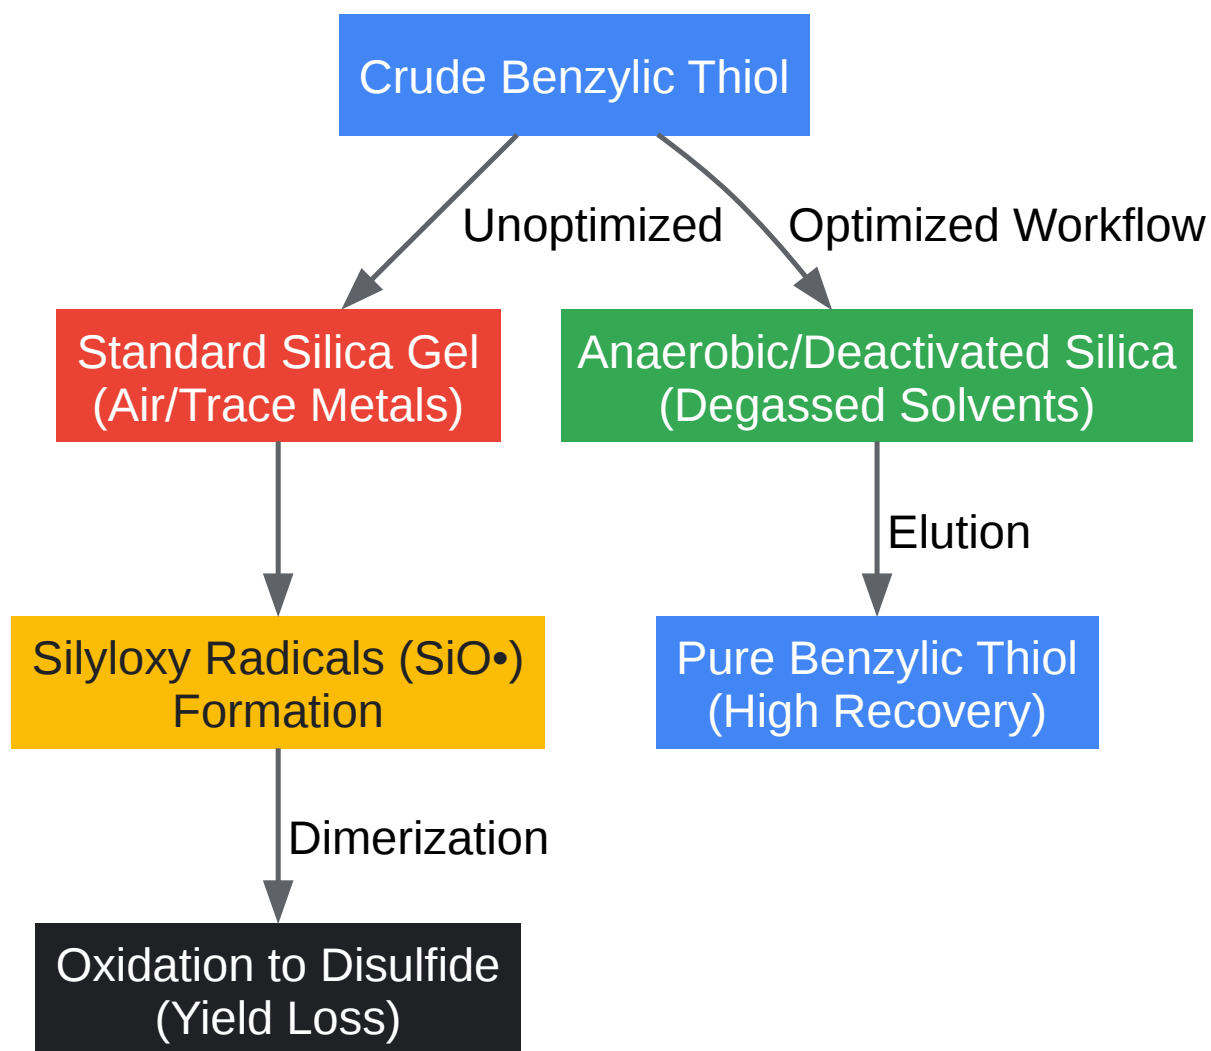 Crude Benzylic Thiol
Unoptimized
Optimized Workflow
Standard Silica Gel
(Air/Trace Metals)
Anaerobic/Deactivated Silica
(Degassed Solvents)
Elution
Silyloxy Radicals (SiO•)
Formation
Pure Benzylic Thiol
(High Recovery)
Dimerization
Oxidation to Disulfide
(Yield Loss)